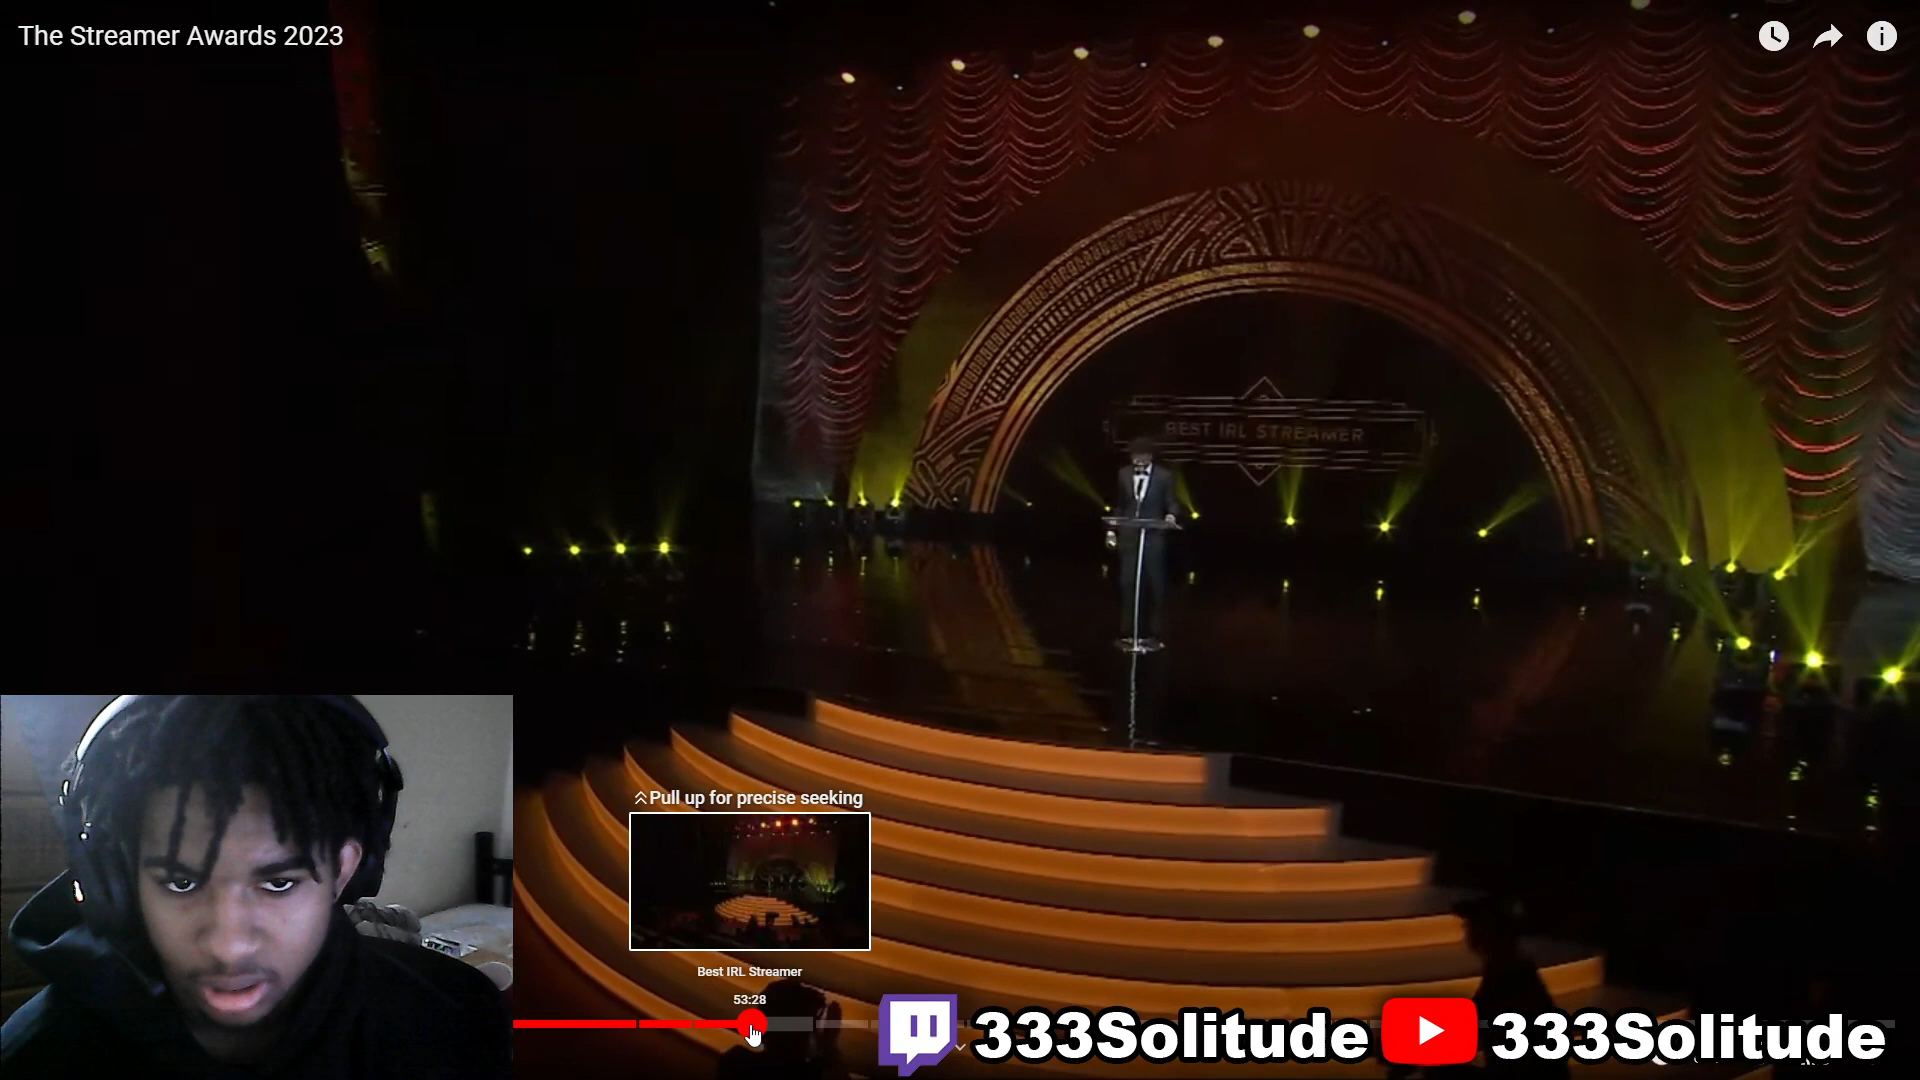 The Streamer Awards 2023
BEST IRL STREAMER
Pull up for precise seeking
Best IRL Streamer
53:28
333Solitude
333Solitude